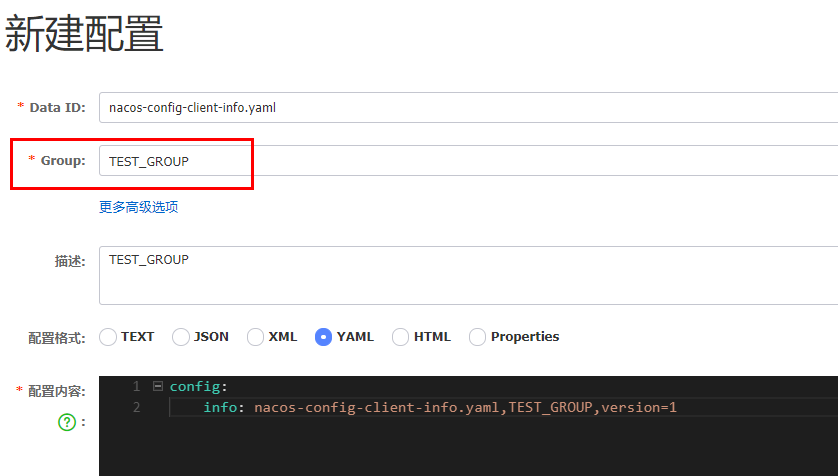 新建配置
* Data ID: nacos-config-client-info.yaml
* Group: TEST_GROUP
更多高级选项
描述: TEST_GROUP
配置格式: TEXT JSON XML YAML HTML Properties
* 配置内容: 1 config:
? : 2 info: nacos-config-client-info.yaml,TEST_GROUP,version=1